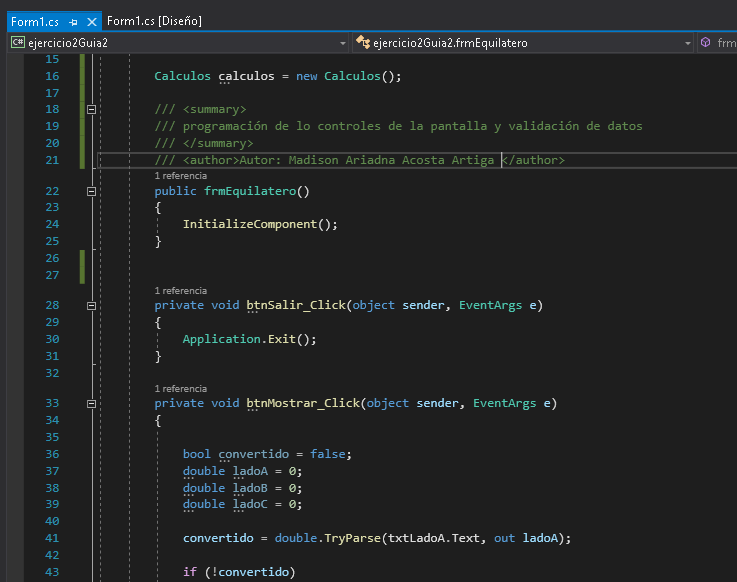 Form1.cs Form1.cs [Diseño]
C# ejercicio2Guia2 ejercicio2Guia2.frmEquilatero frm
15
16 Calculos calculos = new Calculos();
17
18 /// <summary>
19 /// programación de lo controles de la pantalla y validación de datos
20 /// </summary>
21 /// <author>Autor: Madison Ariadna Acosta Artiga </author>
1 referencia
22 public frmEquilatero()
23 {
24 InitializeComponent();
25 }
26
27
1 referencia
28 private void btnSalir_Click(object sender, EventArgs e)
29 {
30 Application.Exit();
31 }
32
1 referencia
33 private void btnMostrar_Click(object sender, EventArgs e)
34 {
35
36 bool convertido = false;
37 double ladoA = 0;
38 double ladoB = 0;
39 double ladoC = 0;
40
41 convertido = double.TryParse(txtLadoA.Text, out ladoA);
42
43 if (!convertido)